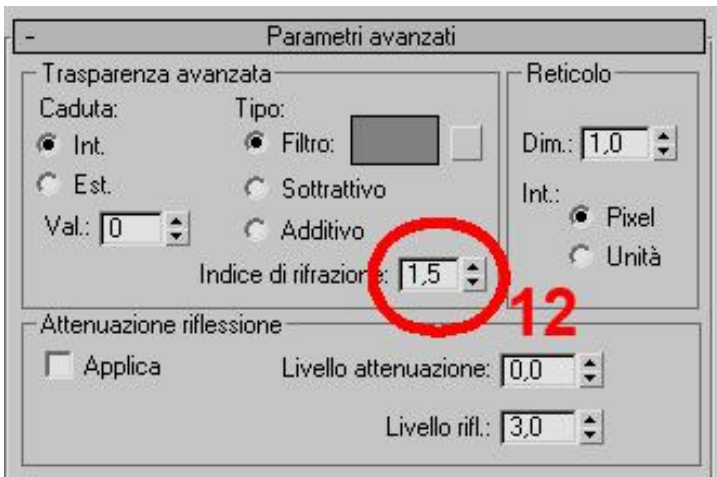 - Parametri avanzati
Trasparenza avanzata
Caduta:
Int.
Est.
Val.: 0
Tipo:
Filtro:
Sottrattivo
Additivo
Indice di rifrazione: 1,5
12
Reticolo
Dim.: 1,0
Int.:
Pixel
Unità
Attenuazione riflessione
Applica
Livello attenuazione: 0,0
Livello rifl.: 3,0